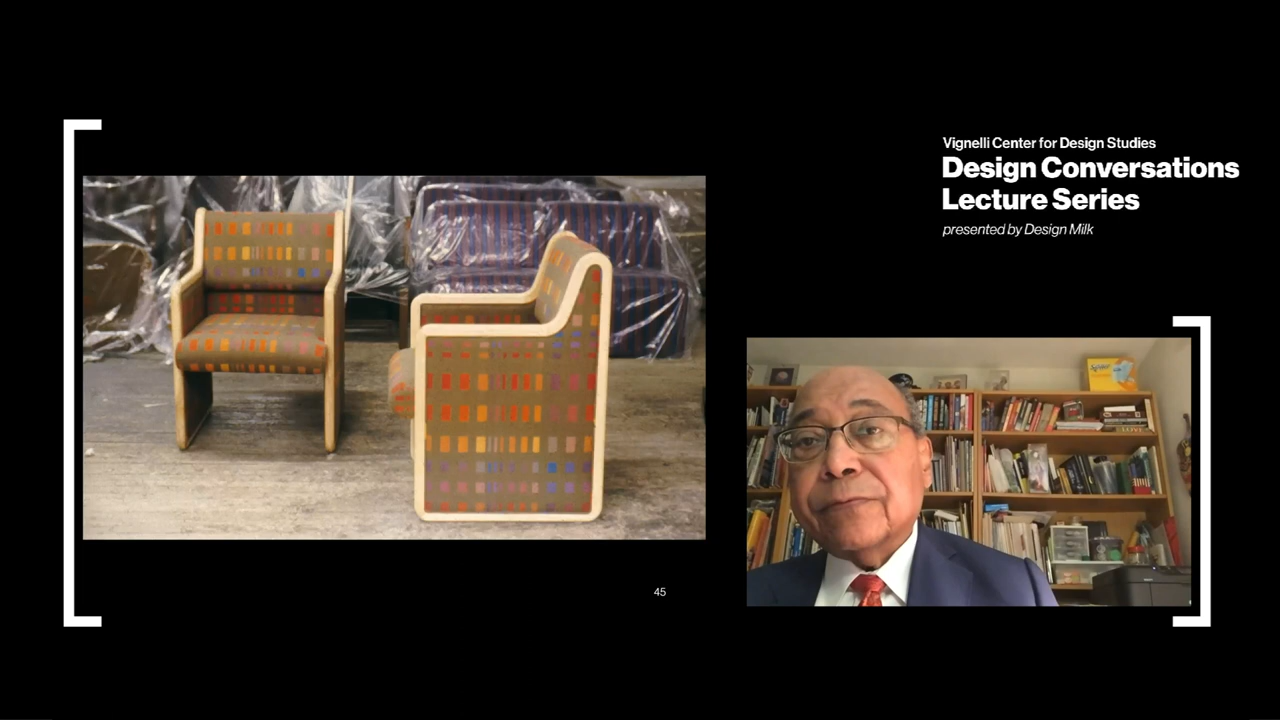 Vignelli Center for Design Studies
Design Conversations
Lecture Series
presented by Design Milk
45